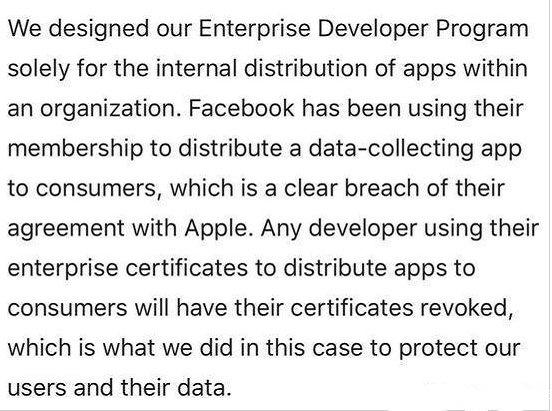 We designed our Enterprise Developer Program
solely for the internal distribution of apps within
an organization. Facebook has been using their
membership to distribute a data-collecting app
to consumers, which is a clear breach of their
agreement with Apple. Any developer using their
enterprise certificates to distribute apps to
consumers will have their certificates revoked,
which is what we did in this case to protect our
users and their data.